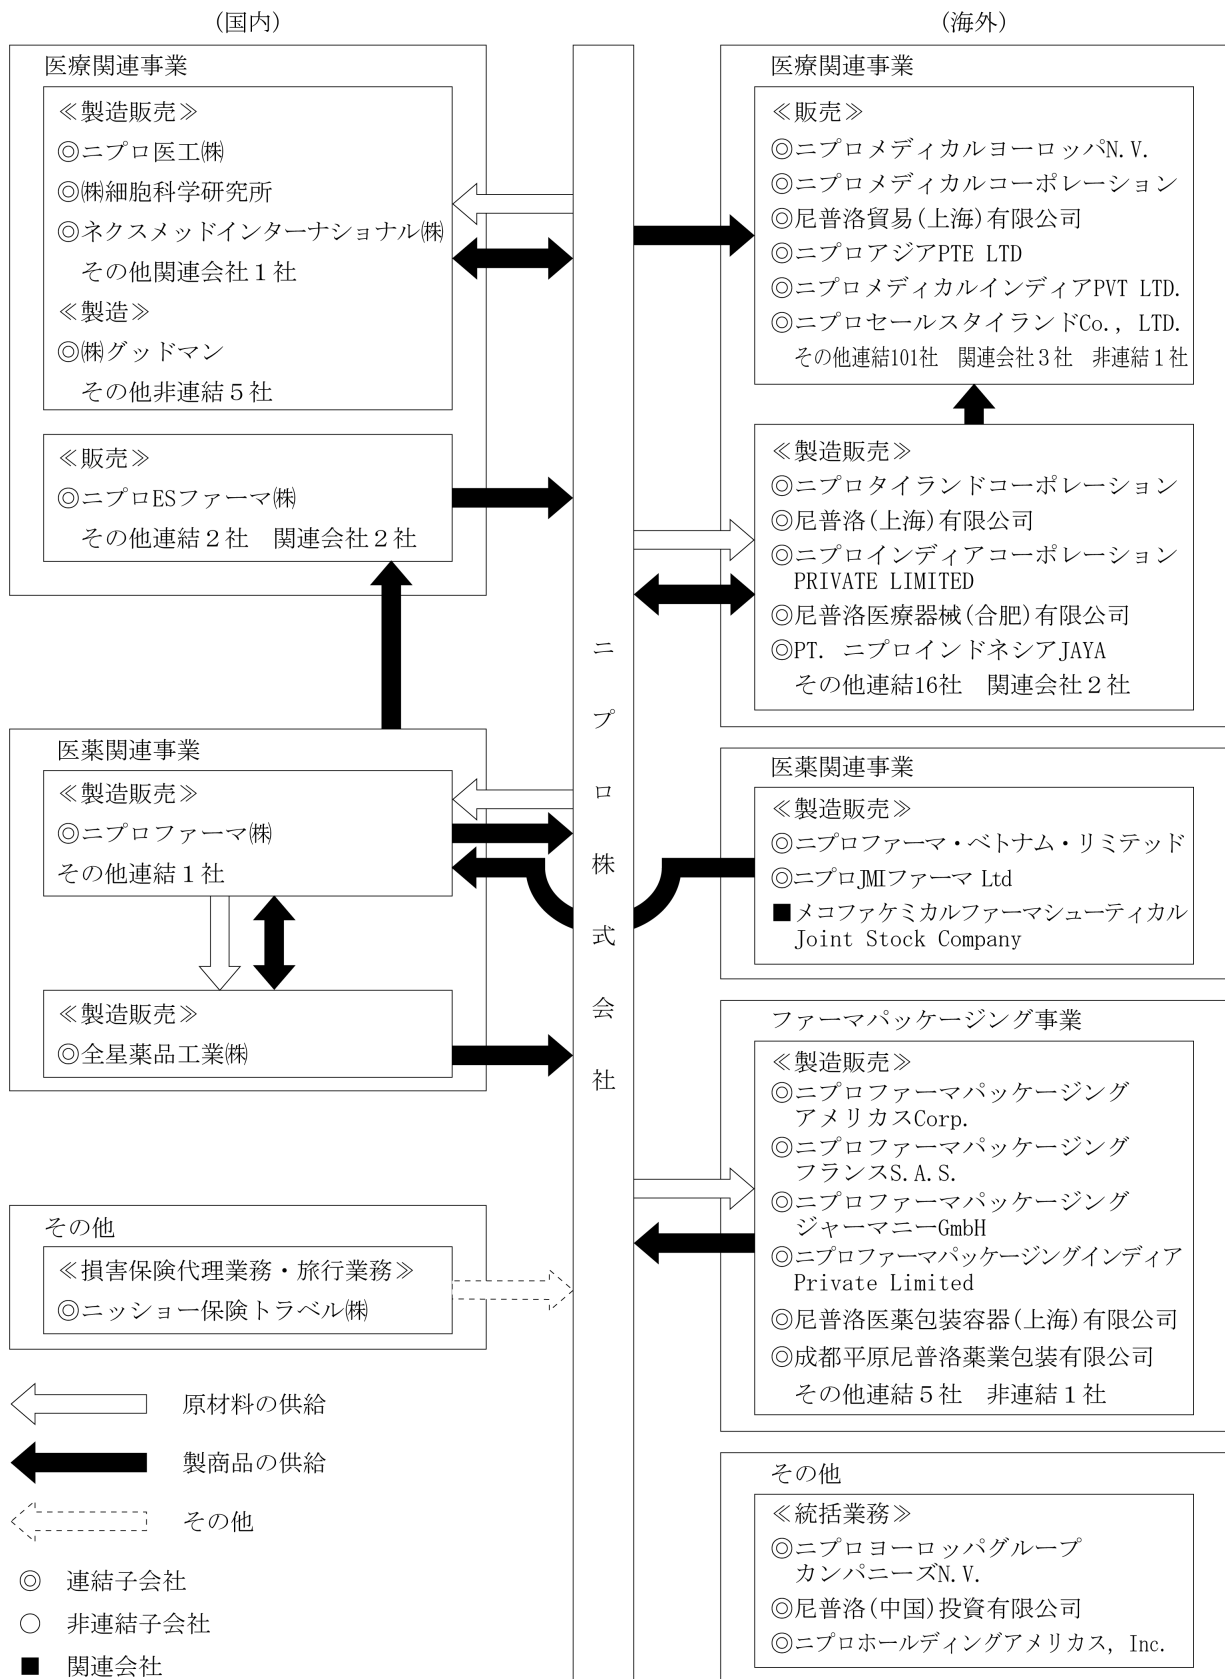 (国内)
医療関連事業
≪製造販売≫
◎ニプロ医工㈱
◎㈱細胞科学研究所
◎ネクスメッドインターナショナル㈱
その他関連会社１社
≪製造≫
◎㈱グッドマン
その他非連結５社
≪販売≫
◎ニプロESファーマ㈱
その他連結２社　関連会社２社
医薬関連事業
≪製造販売≫
◎ニプロファーマ㈱
その他連結１社
≪製造販売≫
◎全星薬品工業㈱
その他
≪損害保険代理業務・旅行業務≫
◎ニッショー保険トラベル㈱
原材料の供給
製商品の供給
その他
◎　連結子会社
○　非連結子会社
■　関連会社
ニプロ株式会社
(海外)
医療関連事業
≪販売≫
◎ニプロメディカルヨーロッパN.V.
◎ニプロメディカルコーポレーション
◎尼普洛貿易(上海)有限公司
◎ニプロアジアPTE LTD
◎ニプロメディカルインディアPVT LTD.
◎ニプロセールスタイランドCo., LTD.
その他連結101社　関連会社３社　非連結１社
≪製造販売≫
◎ニプロタイランドコーポレーション
◎尼普洛(上海)有限公司
◎ニプロインディアコーポレーション
PRIVATE LIMITED
◎尼普洛医療器械(合肥)有限公司
◎PT. ニプロインドネシアJAYA
その他連結16社　関連会社２社
医薬関連事業
≪製造販売≫
◎ニプロファーマ・ベトナム・リミテッド
◎ニプロJMIファーマ Ltd
■メコファケミカルファーマシューティカル
Joint Stock Company
ファーマパッケージング事業
≪製造販売≫
◎ニプロファーマパッケージング
アメリカスCorp.
◎ニプロファーマパッケージング
フランスS.A.S.
◎ニプロファーマパッケージング
ジャーマニーGmbH
◎ニプロファーマパッケージングインディア
Private Limited
◎尼普洛医薬包装容器(上海)有限公司
◎成都平原尼普洛薬業包装有限公司
その他連結５社　非連結１社
その他
≪統括業務≫
◎ニプロヨーロッパグループ
カンパニーズN.V.
◎尼普洛(中国)投資有限公司
◎ニプロホールディングアメリカス, Inc.